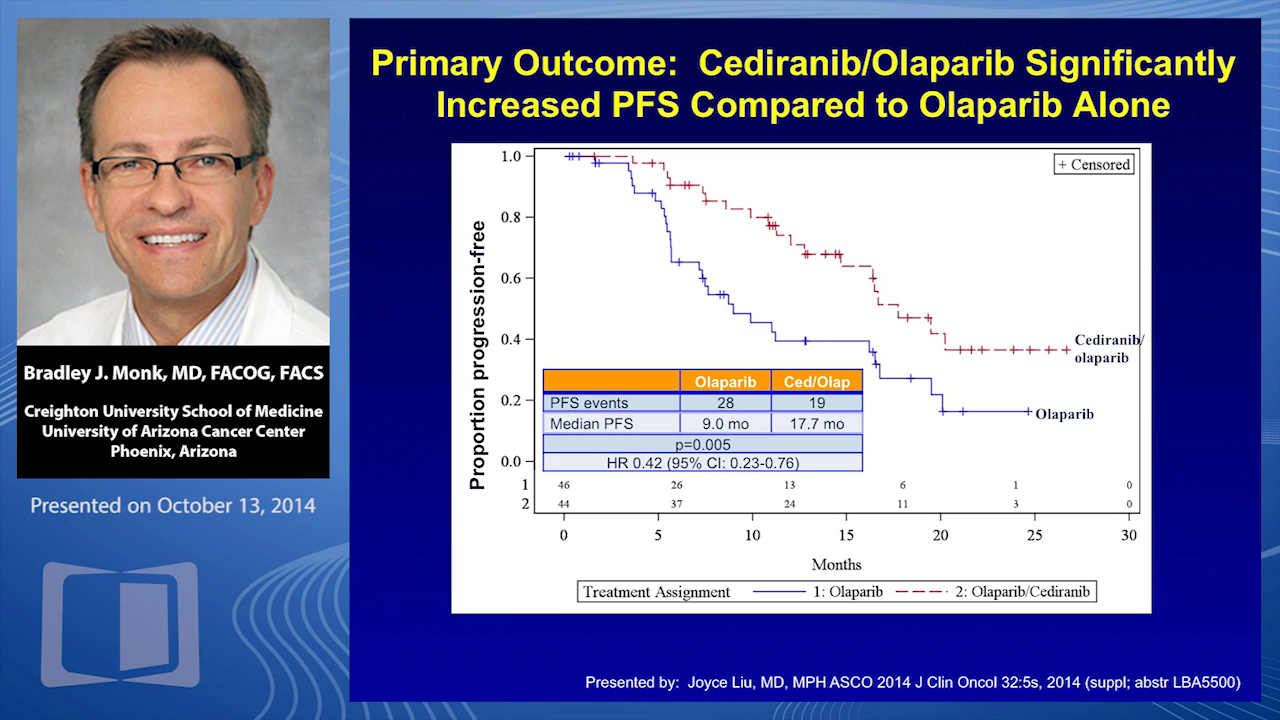 Bradley J. Monk, MD, FACOG, FACS
Creighton University School of Medicine
University of Arizona Cancer Center
Phoenix, Arizona
Presented on October 13, 2014
Primary Outcome: Cediranib/Olaparib Significantly
Increased PFS Compared to Olaparib Alone
+ Censored
Proportion progression-free
1.0
0.8
0.6
0.4
0.2
0.0
Cediranib/
olaparib
Olaparib
Olaparib Ced/Olap
PFS events 28 19
Median PFS 9.0 mo 17.7 mo
p=0.005
HR 0.42 (95% CI: 0.23-0.76)
1 46 26 13 6 1 0
2 44 37 24 11 3 0
0 5 10 15 20 25 30
Months
Treatment Assignment 1: Olaparib 2: Olaparib/Cediranib
Presented by: Joyce Liu, MD, MPH ASCO 2014 J Clin Oncol 32:5s, 2014 (suppl; abstr LBA5500)